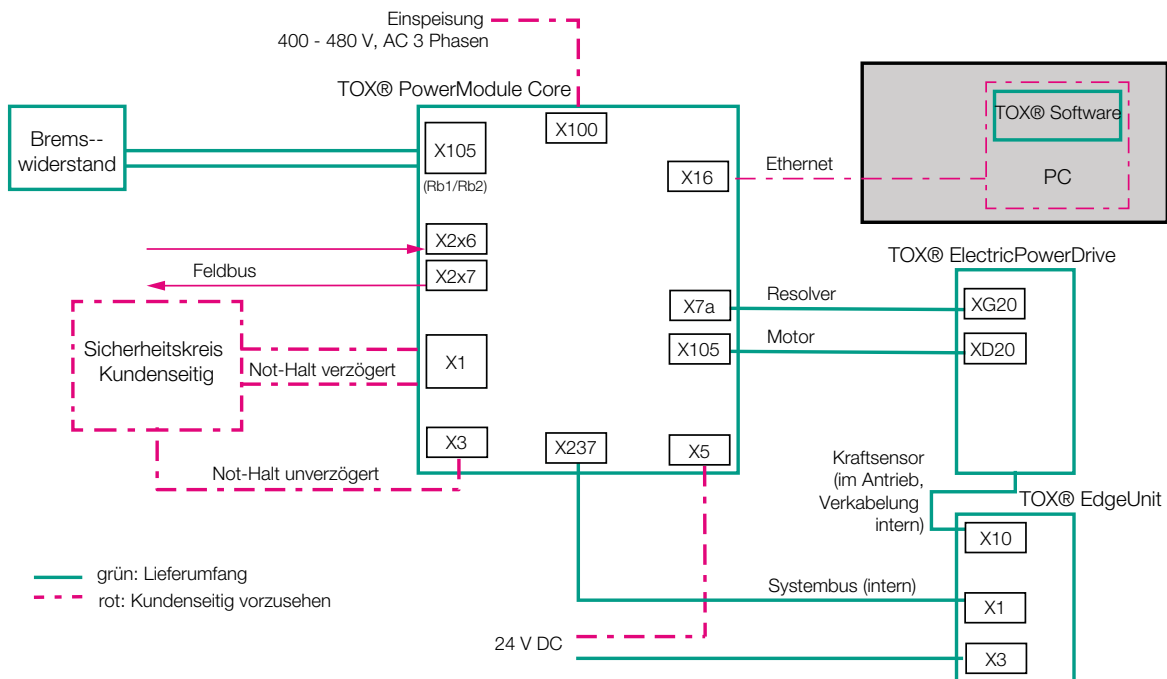 Einspeisung
400 - 480 V, AC 3 Phasen
TOX® PowerModule Core
Brems--
widerstand
X105
(Rb1/Rb2)
X100
X16
Ethernet
TOX® Software
PC
X2x6
Feldbus
X2x7
TOX® ElectricPowerDrive
X7a
Resolver
XG20
X105
Motor
XD20
Sicherheitskreis
Kundenseitig
Not-Halt verzögert
X1
X3
X237
X5
Not-Halt unverzögert
Kraftsensor
(im Antrieb,
Verkabelung
intern)
TOX® EdgeUnit
X10
grün: Lieferumfang
rot: Kundenseitig vorzusehen
Systembus (intern)
X1
24 V DC
X3